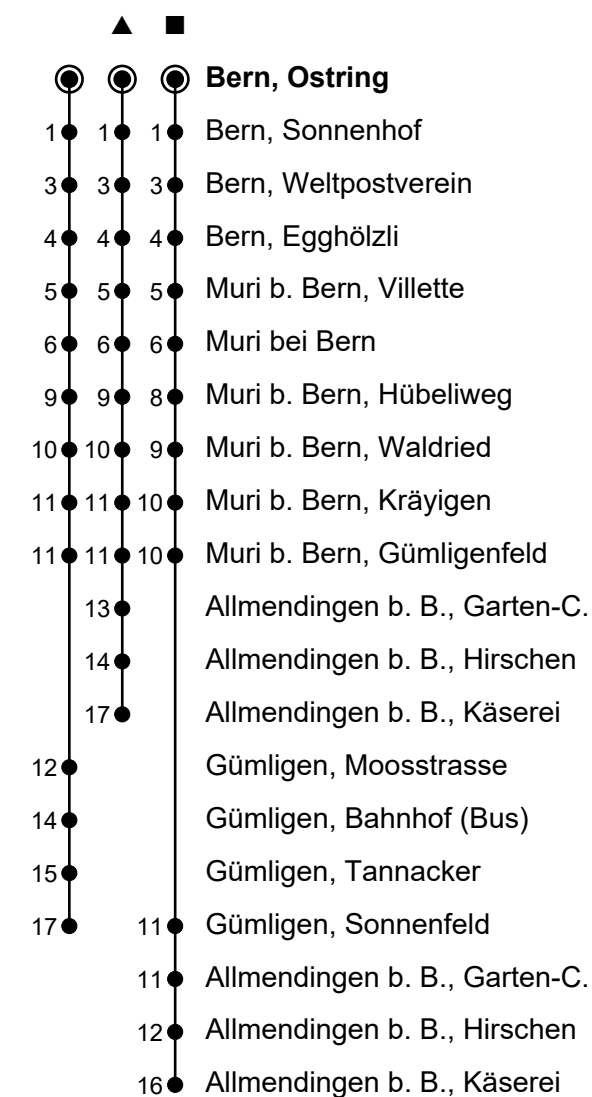 ▲ ■
Bern, Ostring
1 1 1 Bern, Sonnenhof
3 3 3 Bern, Weltpostverein
4 4 4 Bern, Egghölzli
5 5 5 Muri b. Bern, Villette
6 6 6 Muri bei Bern
9 9 8 Muri b. Bern, Hübeliweg
10 10 9 Muri b. Bern, Waldried
11 11 10 Muri b. Bern, Kräyigen
11 11 10 Muri b. Bern, Gümligenfeld
13 Allmendingen b. B., Garten-C.
14 Allmendingen b. B., Hirschen
17 Allmendingen b. B., Käserei
12 Gümligen, Moosstrasse
14 Gümligen, Bahnhof (Bus)
15 Gümligen, Tannacker
17 11 Gümligen, Sonnenfeld
11 Allmendingen b. B., Garten-C.
12 Allmendingen b. B., Hirschen
16 Allmendingen b. B., Käserei